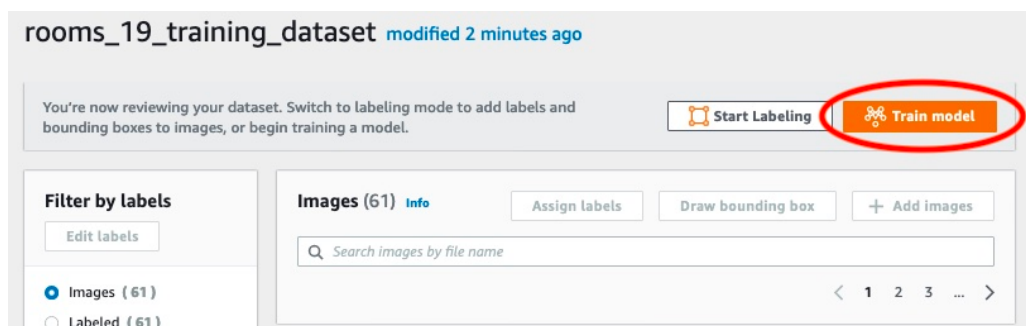 rooms_19_training_dataset modified 2 minutes ago
You're now reviewing your dataset. Switch to labeling mode to add labels and
bounding boxes to images, or begin training a model.
Start Labeling
Train model
Filter by labels
Edit labels
Images (61)
Labeled (61)
Images (61) Info
Assign labels
Draw bounding box
+ Add images
Search images by file name
< 1 2 3 ... >